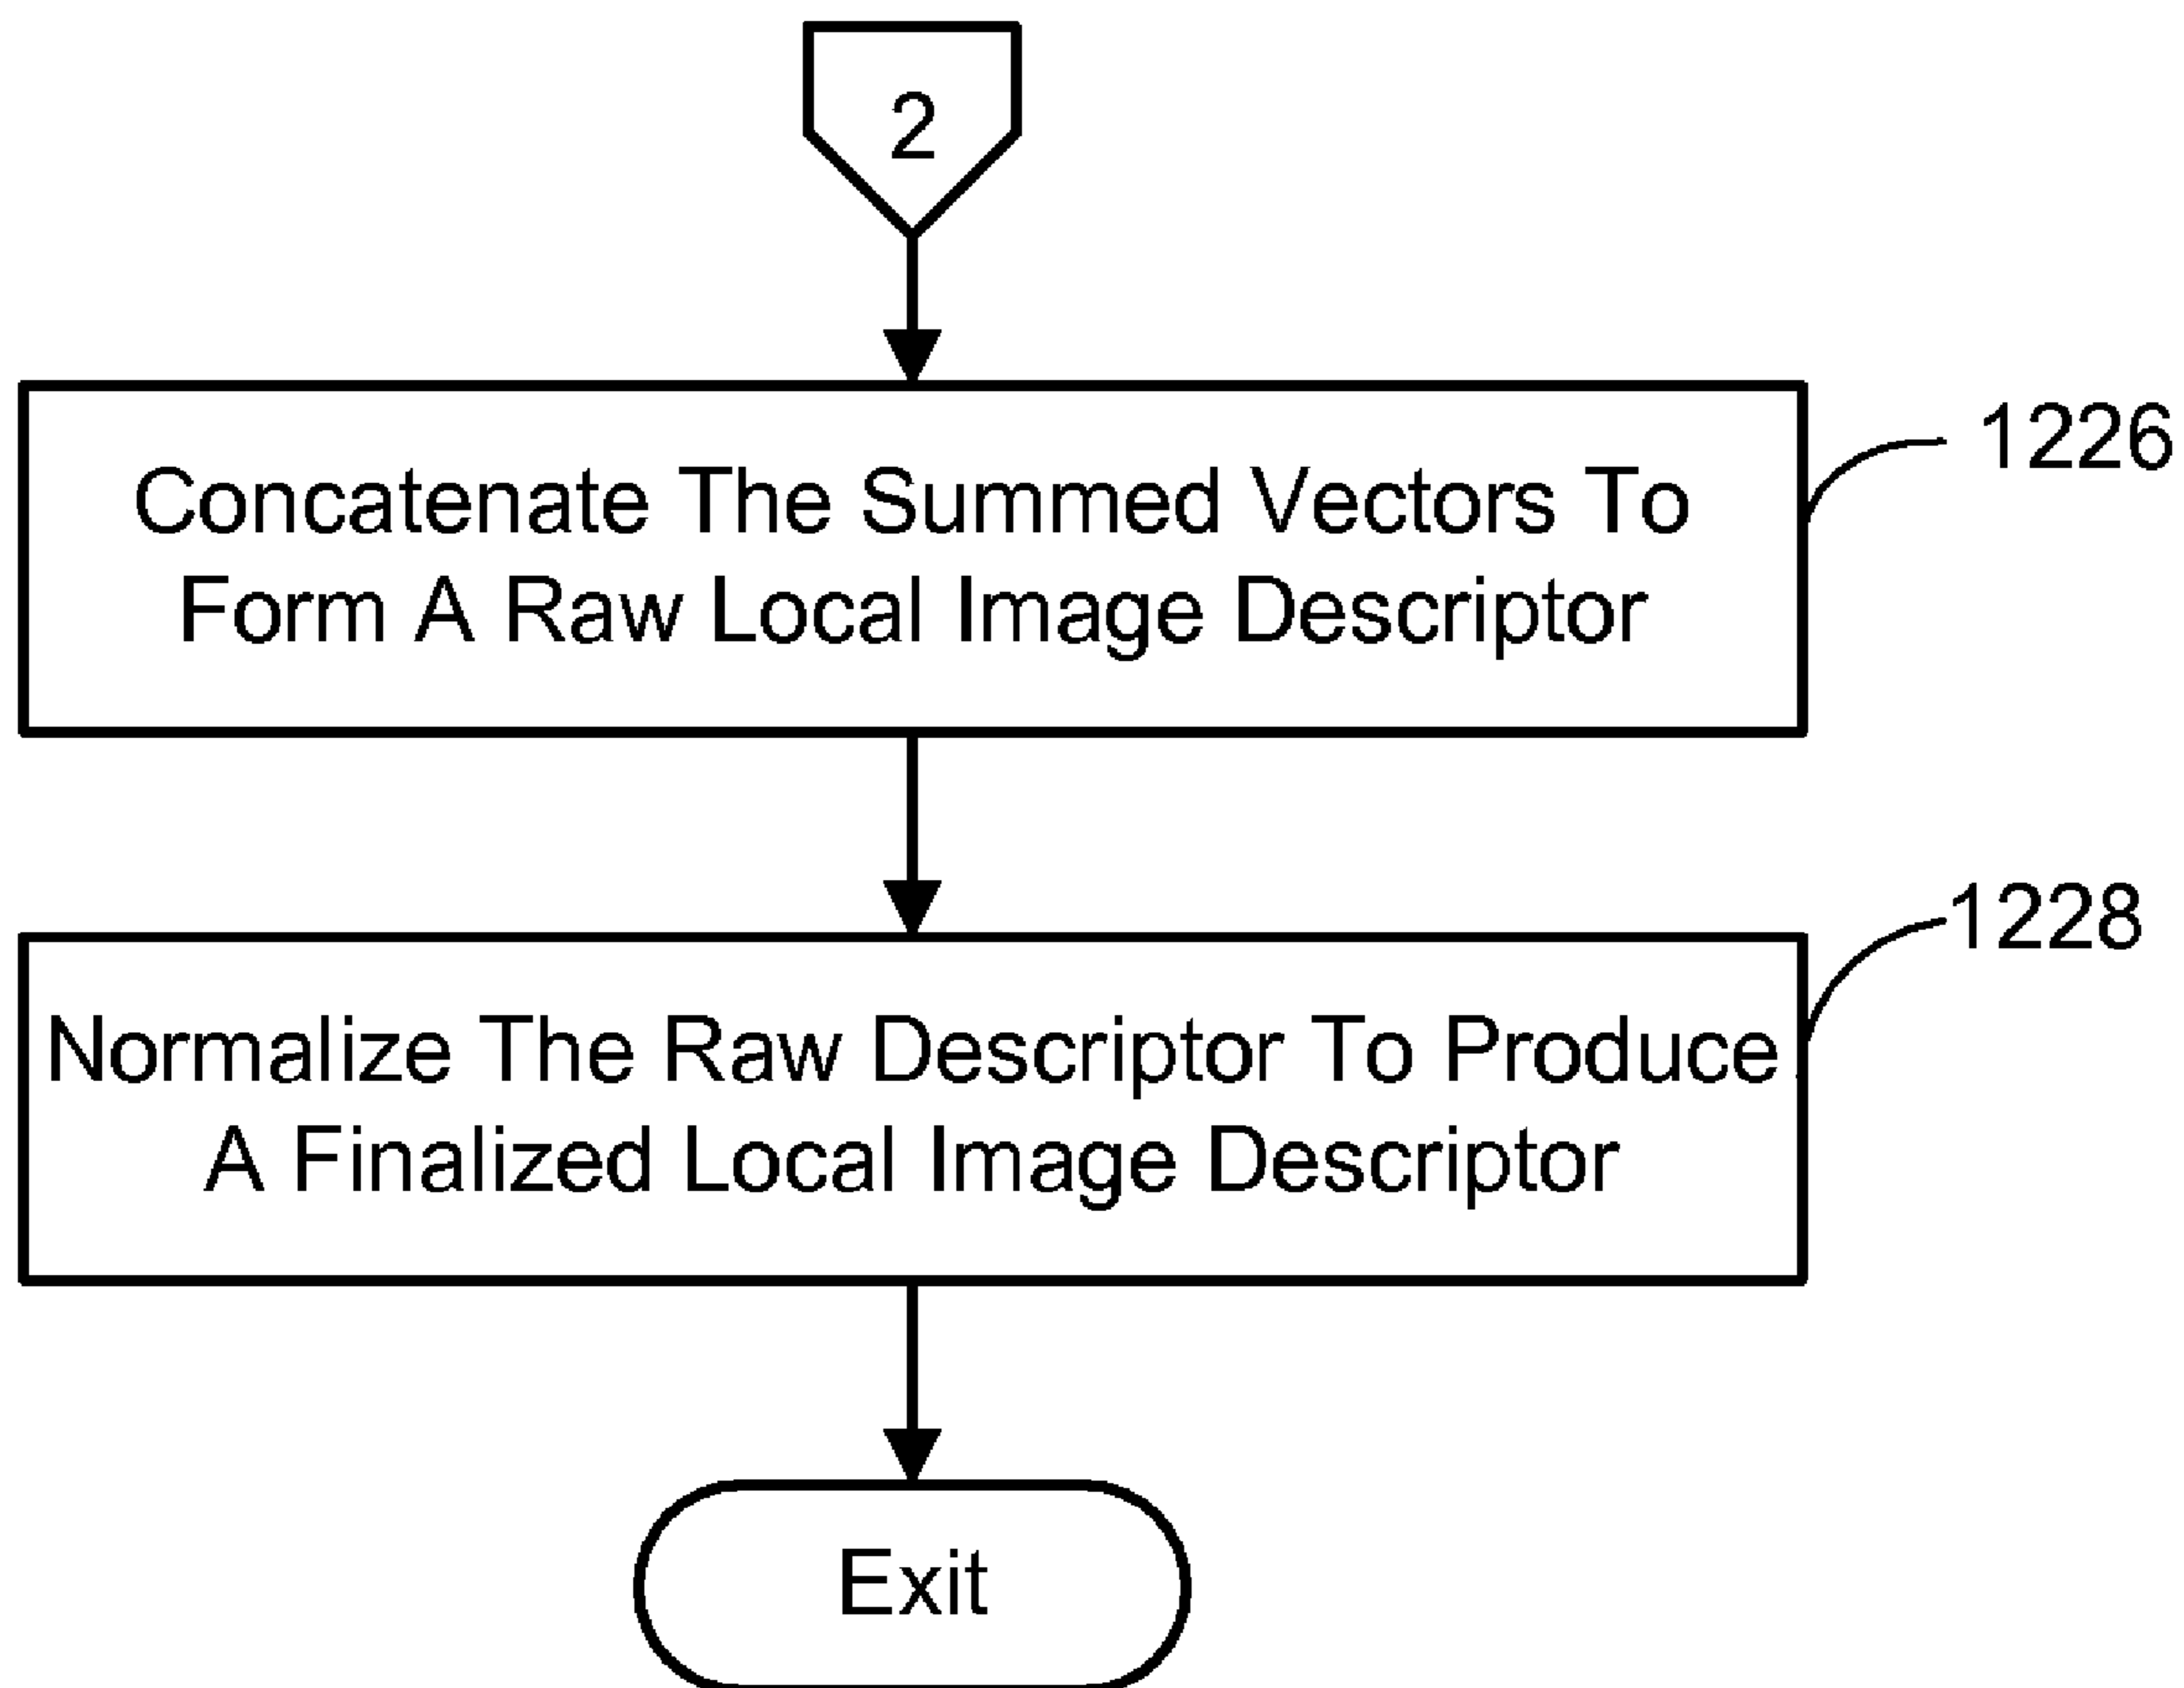 2
1226
Concatenate The Summed Vectors To
Form A Raw Local Image Descriptor
1228
Normalize The Raw Descriptor To Produce
A Finalized Local Image Descriptor
Exit